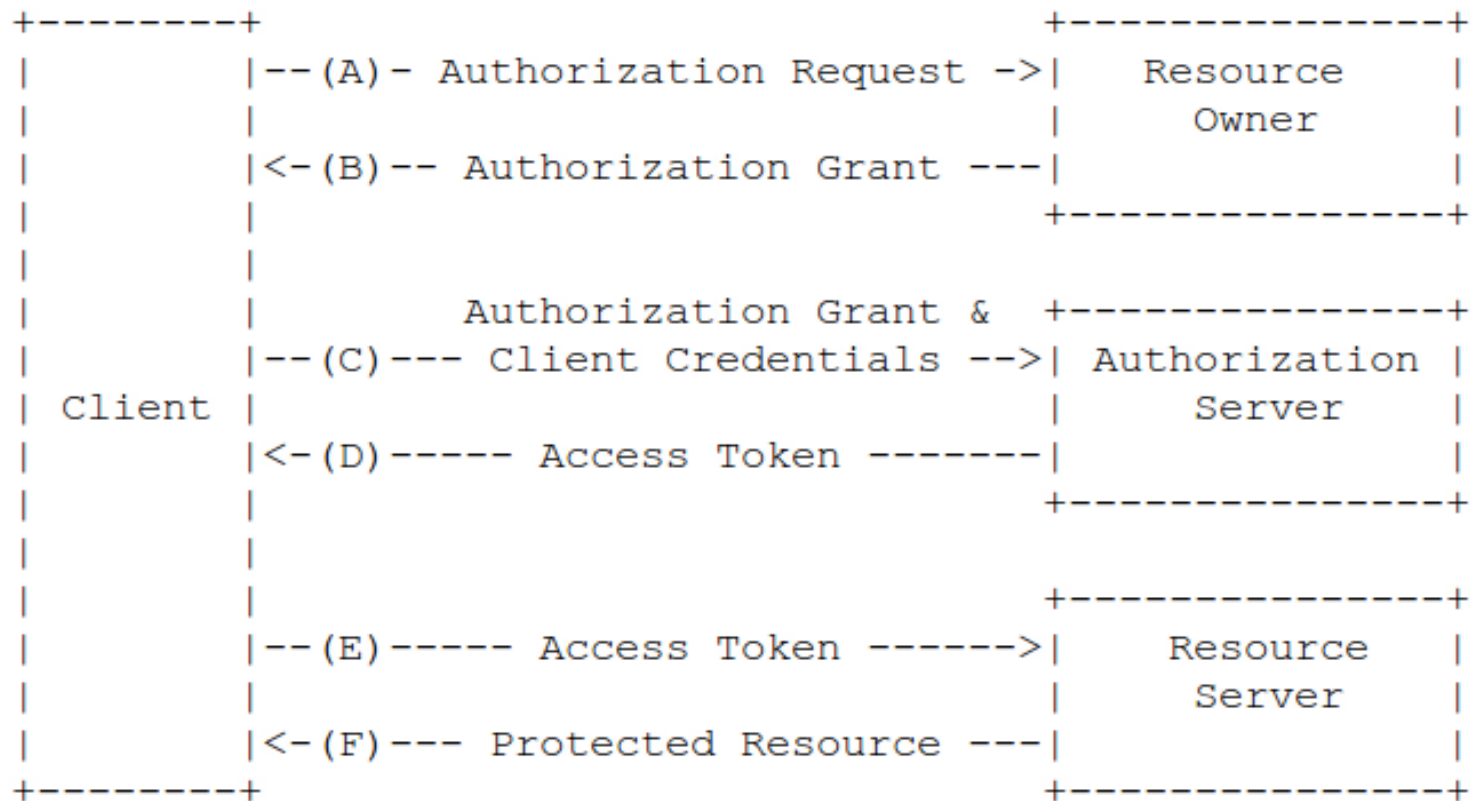 +--------+                                +---------------+
|        |--(A)- Authorization Request ->|   Resource    |
|        |                               |     Owner     |
|        |<-(B)-- Authorization Grant ---|               |
|        |                               +---------------+
|        |
|        |        Authorization Grant &  +---------------+
|        |--(C)--- Client Credentials -->| Authorization |
| Client |                               |     Server    |
|        |<-(D)----- Access Token -------|               |
|        |                               +---------------+
|        |
|        |                               +---------------+
|        |--(E)----- Access Token ------>|    Resource   |
|        |                               |     Server    |
|        |<-(F)--- Protected Resource ---|               |
+--------+                                +---------------+